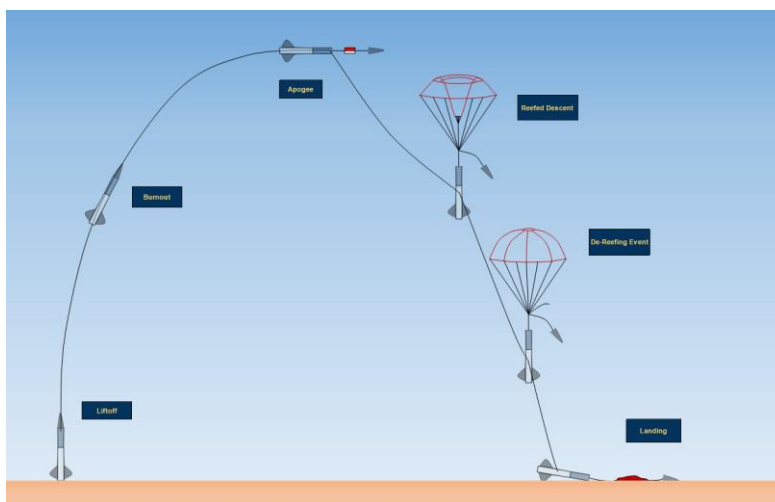 Apogee
Reefed Descent
Burnout
De-Reefing Event
Liftoff
Landing